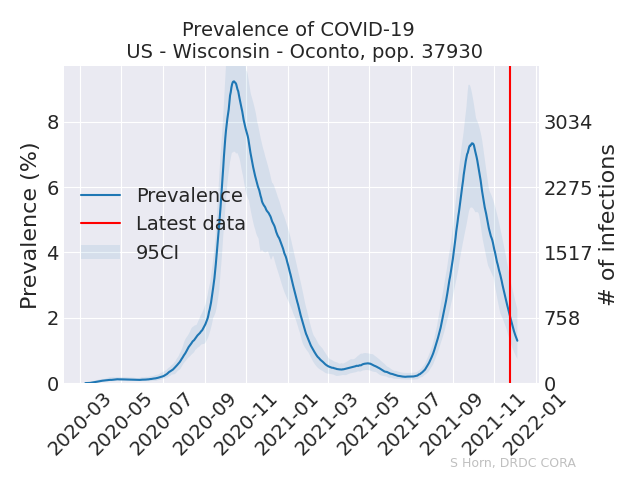 Prevalence of COVID-19
US - Wisconsin - Oconto, pop. 37930
Prevalence (%)
8
6
4
2
0
3034
2275
1517
758
0
# of infections
Prevalence
Latest data
95CI
2020-03
2020-05
2020-07
2020-09
2020-11
2021-01
2021-03
2021-05
2021-07
2021-09
2021-11
2022-01
S Horn, DRDC CORA